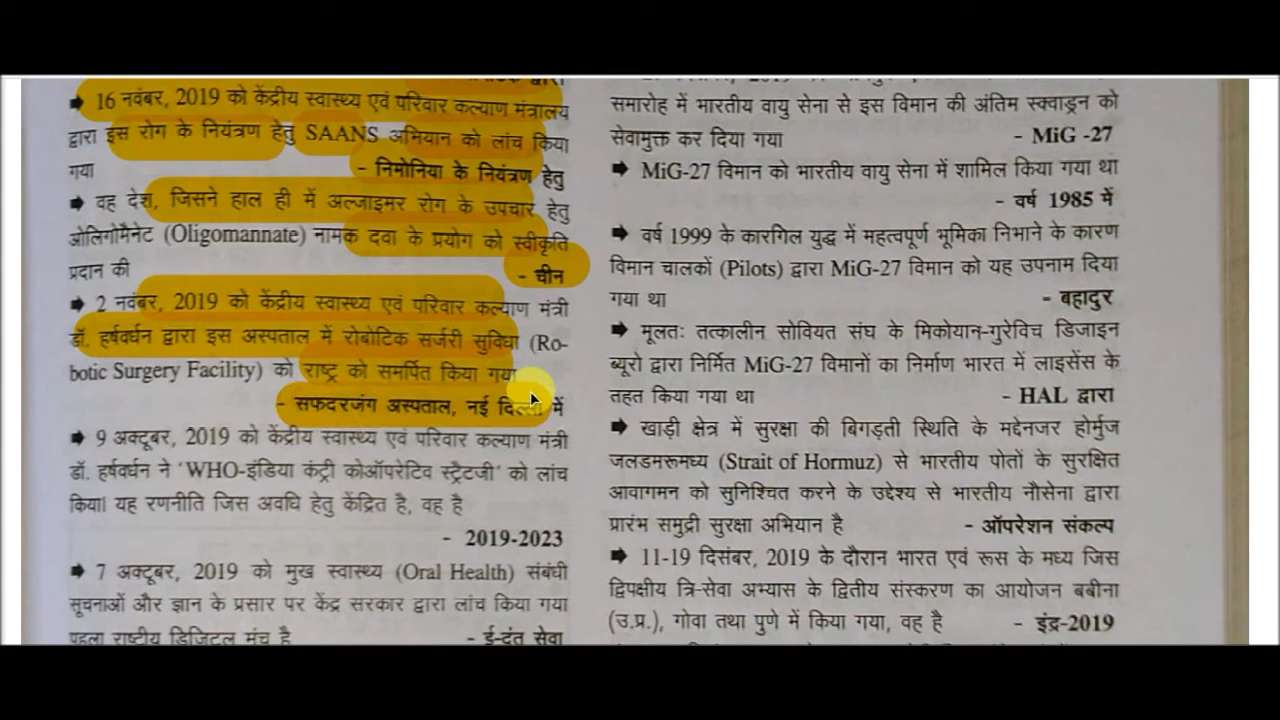 द्वारा
➡ 16 नवंबर, 2019 को केंद्रीय स्वास्थ्य एवं परिवार कल्याण मंत्रालय
द्वारा इस रोग के नियंत्रण हेतु SAANS अभियान को लांच किया
गया - निमोनिया के नियंत्रण हेतु
➡ वह देश, जिसने हाल ही में अल्जाइमर रोग के उपचार हेतु
ओलिगोमैनेट (Oligomannate) नामक दवा के प्रयोग को स्वीकृति
प्रदान की - चीन
➡ 2 नवंबर, 2019 को केंद्रीय स्वास्थ्य एवं परिवार कल्याण मंत्री
डॉ. हर्षवर्धन द्वारा इस अस्पताल में रोबोटिक सर्जरी सुविधा (Ro-
botic Surgery Facility) को राष्ट्र को समर्पित किया गया
- सफदरजंग अस्पताल, नई दिल्ली में
➡ 9 अक्टूबर, 2019 को केंद्रीय स्वास्थ्य एवं परिवार कल्याण मंत्री
डॉ. हर्षवर्धन ने 'WHO-इंडिया कंट्री कोऑपरेटिव स्ट्रैटजी' को लांच
किया। यह रणनीति जिस अवधि हेतु केंद्रित है, वह है
- 2019-2023
➡ 7 अक्टूबर, 2019 को मुख स्वास्थ्य (Oral Health) संबंधी
सूचनाओं और ज्ञान के प्रसार पर केंद्र सरकार द्वारा लांच किया गया
पहला राष्ट्रीय डिजिटल मंच है - ई-दंत सेवा
समारोह में भारतीय वायु सेना से इस विमान की अंतिम स्क्वाड्रन को
सेवामुक्त कर दिया गया - MiG -27
➡ MiG-27 विमान को भारतीय वायु सेना में शामिल किया गया था
- वर्ष 1985 में
➡ वर्ष 1999 के कारगिल युद्ध में महत्वपूर्ण भूमिका निभाने के कारण
विमान चालकों (Pilots) द्वारा MiG-27 विमान को यह उपनाम दिया
गया था - बहादुर
➡ मूलतः तत्कालीन सोवियत संघ के मिकोयान-गुरेविच डिजाइन
ब्यूरो द्वारा निर्मित MiG-27 विमानों का निर्माण भारत में लाइसेंस के
तहत किया गया था - HAL द्वारा
➡ खाड़ी क्षेत्र में सुरक्षा की बिगड़ती स्थिति के मद्देनजर होर्मुज
जलडमरूमध्य (Strait of Hormuz) से भारतीय पोतों के सुरक्षित
आवागमन को सुनिश्चित करने के उद्देश्य से भारतीय नौसेना द्वारा
प्रारंभ समुद्री सुरक्षा अभियान है - ऑपरेशन संकल्प
➡ 11-19 दिसंबर, 2019 के दौरान भारत एवं रूस के मध्य जिस
द्विपक्षीय त्रि-सेवा अभ्यास के द्वितीय संस्करण का आयोजन बबीना
(उ.प्र.), गोवा तथा पुणे में किया गया, वह है - इंद्र-2019